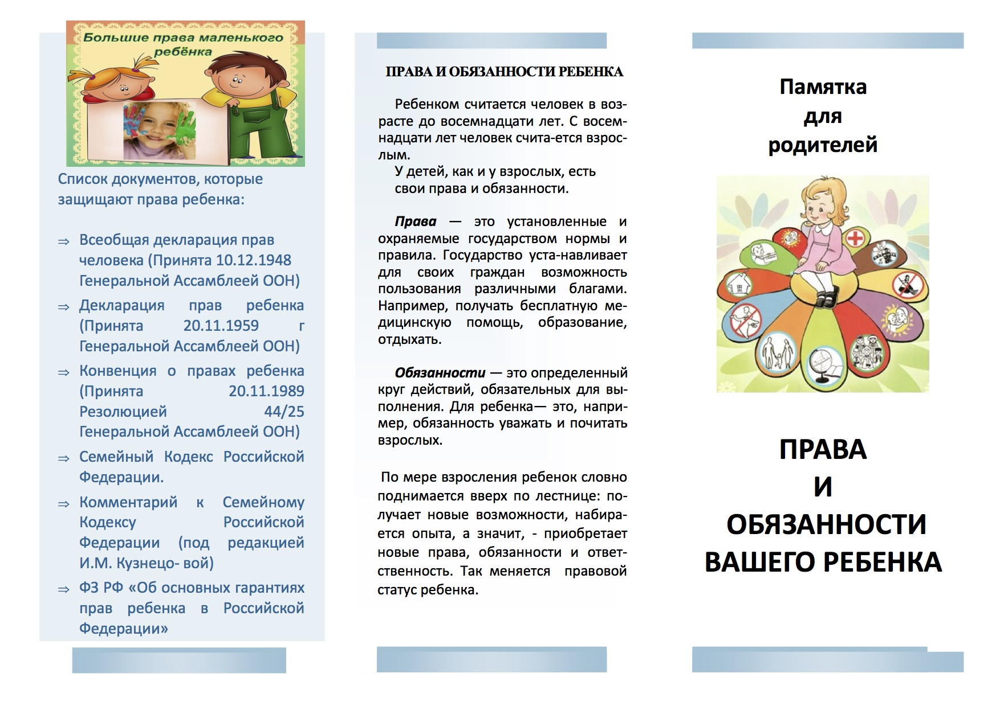 Большие права маленького
ребёнка
Список документов, которые
защищают права ребенка:
⇒ Всеобщая декларация прав
человека (Принята 10.12.1948
Генеральной Ассамблеей ООН)
⇒ Декларация прав ребенка
(Принята 20.11.1959 г
Генеральной Ассамблеей ООН)
⇒ Конвенция о правах ребенка
(Принята 20.11.1989
Резолюцией 44/25
Генеральной Ассамблеей ООН)
⇒ Семейный Кодекс Российской
Федерации.
⇒ Комментарий к Семейному
Кодексу Российской
Федерации (под редакцией
И.М. Кузнецо- вой)
⇒ ФЗ РФ «Об основных гарантиях
прав ребенка в Российской
Федерации»
ПРАВА И ОБЯЗАННОСТИ РЕБЕНКА
Ребенком считается человек в воз-
расте до восемнадцати лет. С восем-
надцати лет человек счита-ется взрос-
лым.
У детей, как и у взрослых, есть
свои права и обязанности.
Права — это установленные и
охраняемые государством нормы и
правила. Государство уста-навливает
для своих граждан возможность
пользования различными благами.
Например, получать бесплатную ме-
дицинскую помощь, образование,
отдыхать.
Обязанности — это определенный
круг действий, обязательных для вы-
полнения. Для ребенка— это, напри-
мер, обязанность уважать и почитать
взрослых.
По мере взросления ребенок словно
поднимается вверх по лестнице: по-
лучает новые возможности, набира-
ется опыта, а значит, - приобретает
новые права, обязанности и ответ-
ственность. Так меняется правовой
статус ребенка.
Памятка
для
родителей
ПРАВА
И
ОБЯЗАННОСТИ
ВАШЕГО РЕБЕНКА